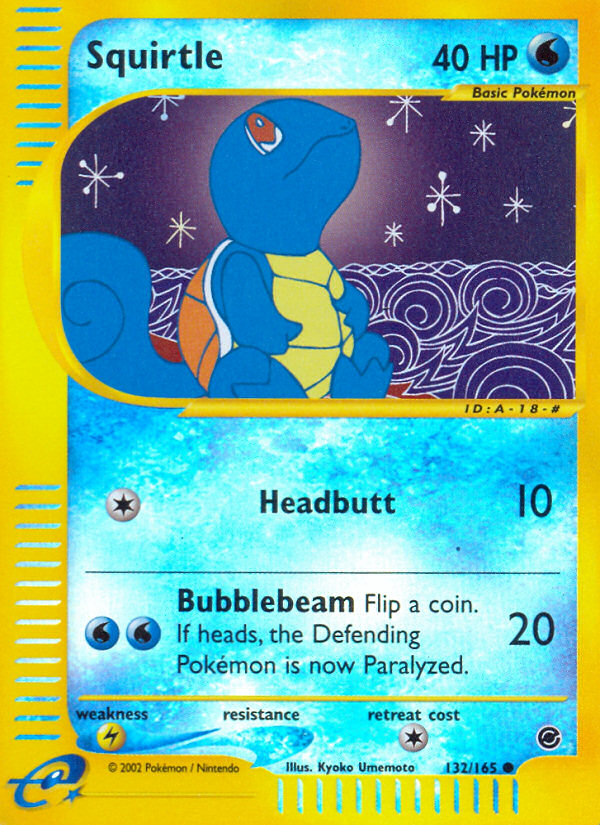 Squirtle 40 HP
Basic Pokémon
ID:A-18-#
Headbutt 10
Bubblebeam Flip a coin.
If heads, the Defending 20
Pokémon is now Paralyzed.
weakness resistance retreat cost
© 2002 Pokémon / Nintendo Illus. Kyoko Umemoto 132/165